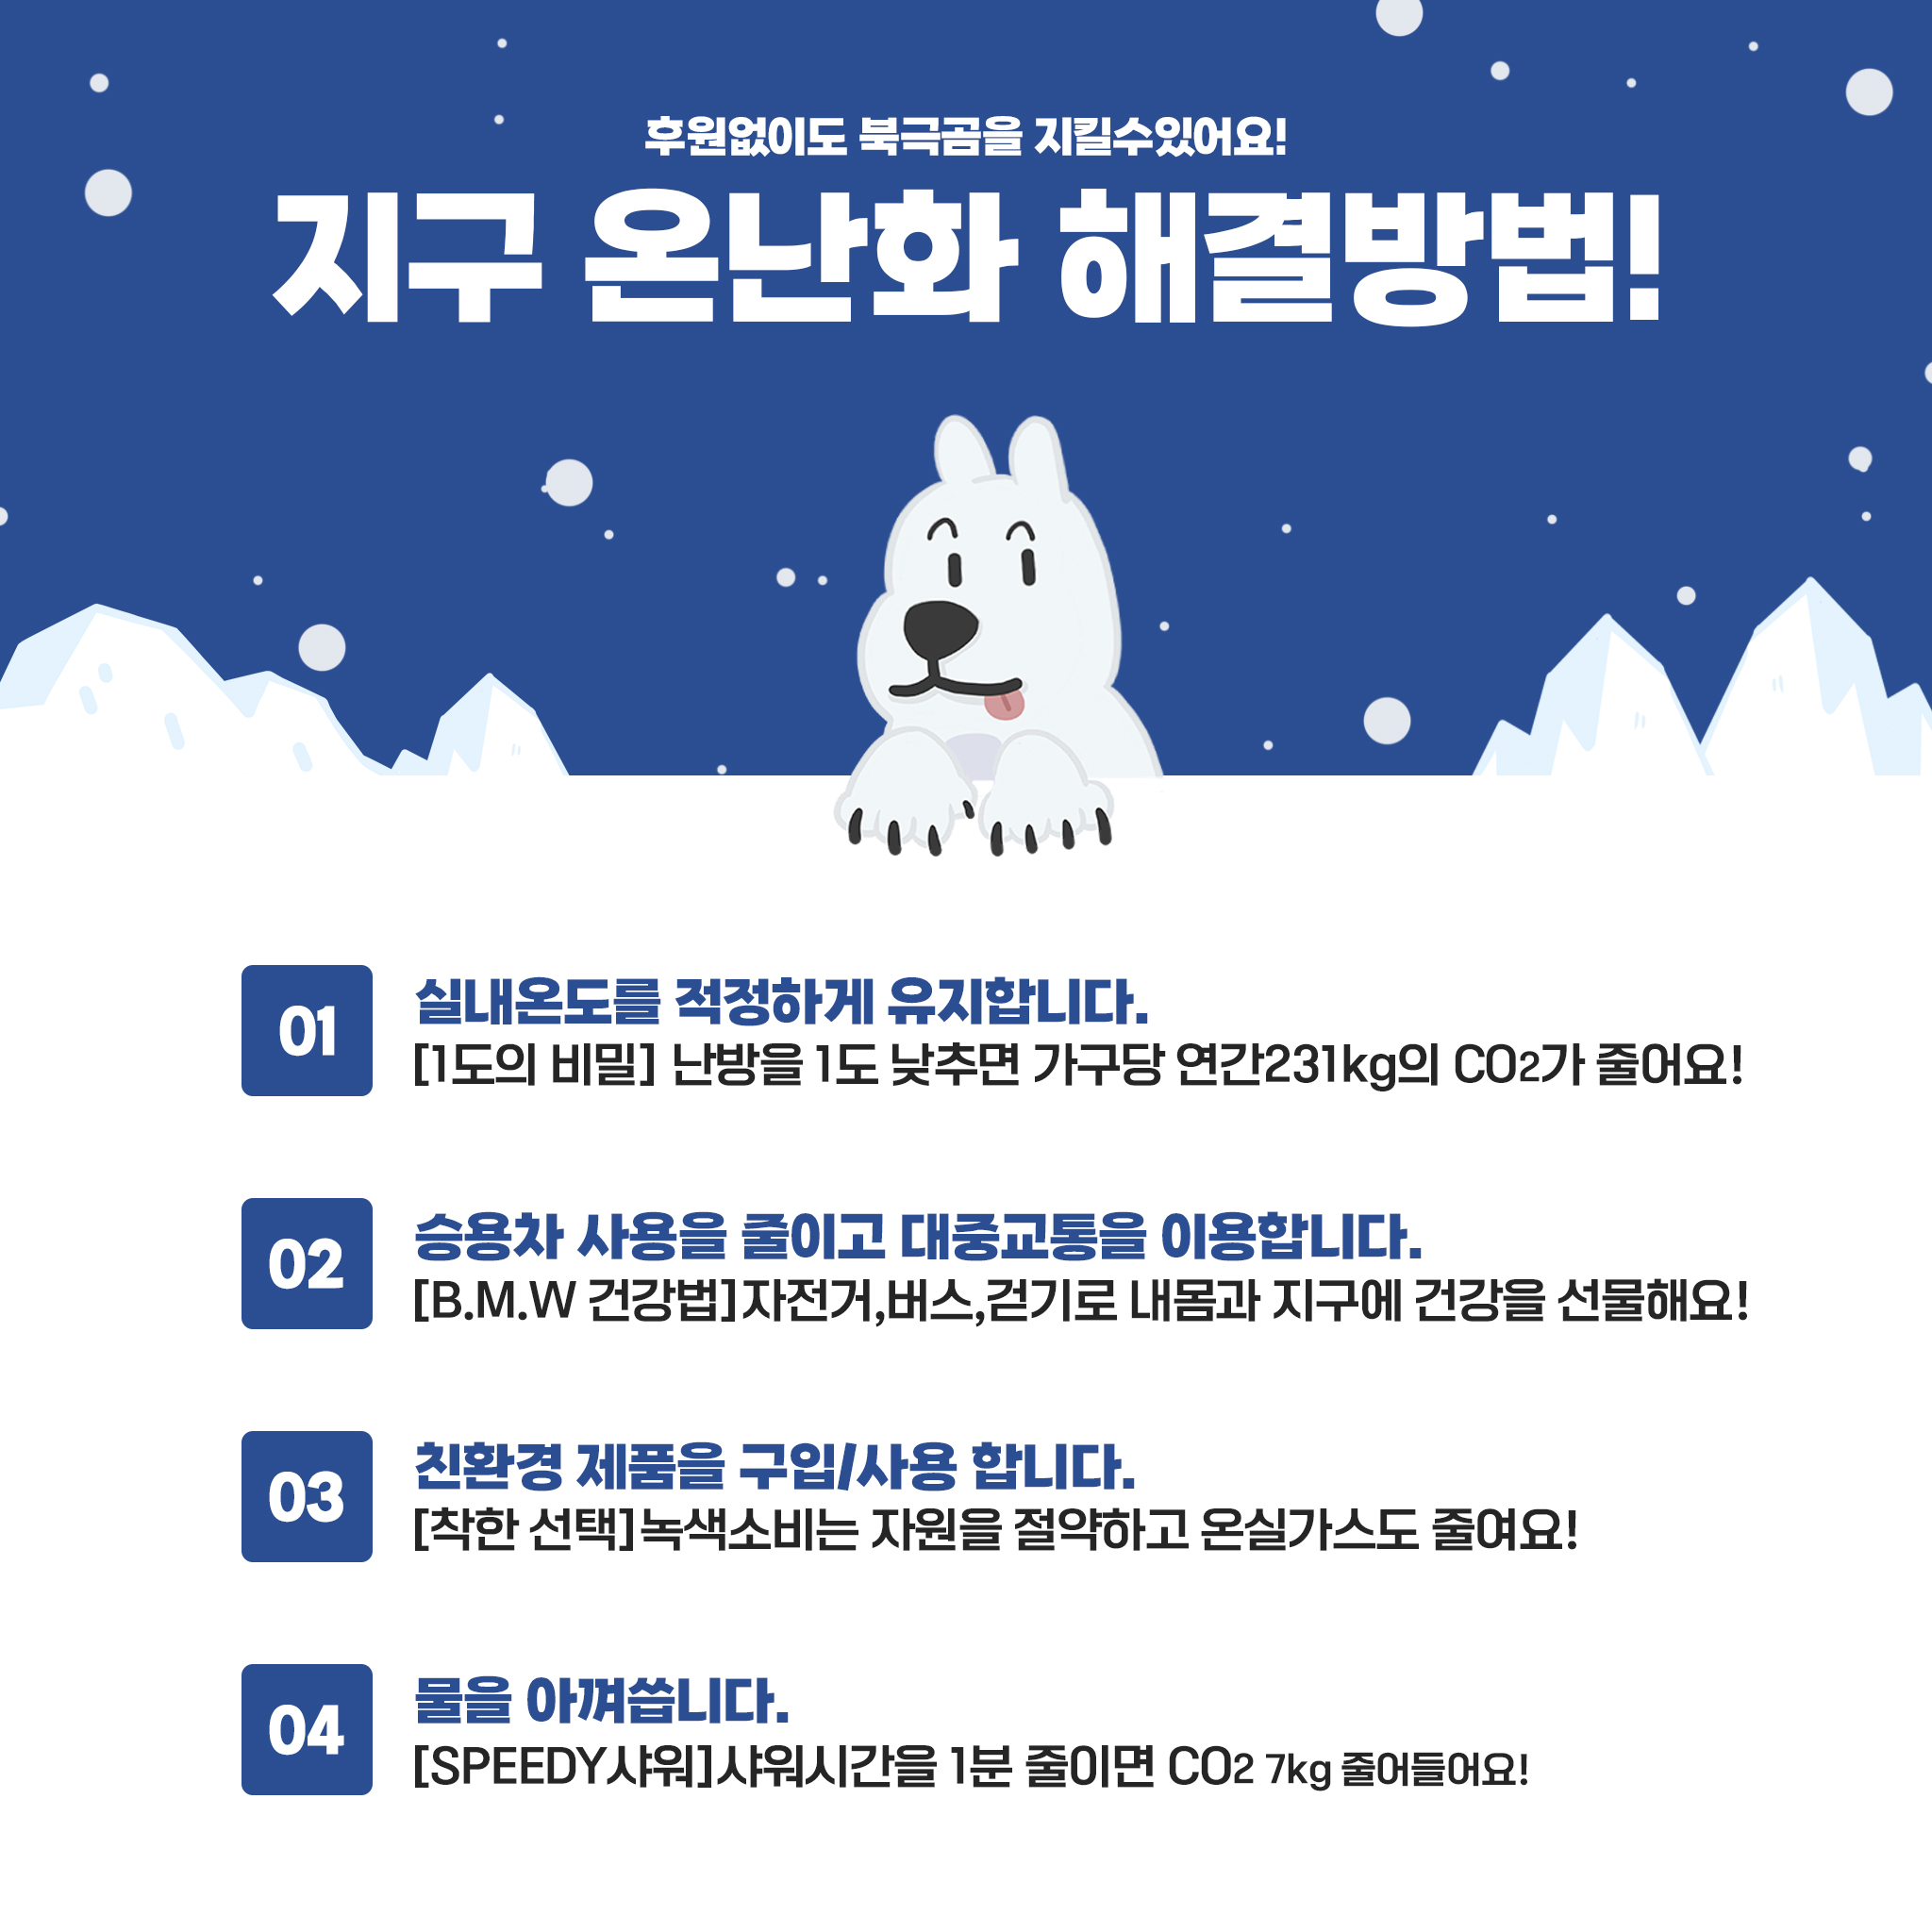 후원없이도 북극곰을 지킬수있어요!
지구 온난화 해결방법!
01
실내온도를 적정하게 유지합니다.
[1도의 비밀] 난방을 1도 낮추면 가구당 연간231kg의 CO2가 줄어요!
02
승용차 사용을 줄이고 대중교통을 이용합니다.
[B.M.W 건강법]자전거,버스,걷기로 내몸과 지구에 건강을 선물해요!
03
친환경 제품을 구입/사용 합니다.
[착한 선택]녹색소비는 자원을 절약하고 온실가스도 줄여요!
04
물을 아껴씁니다.
[SPEEDY샤워]샤워시간을 1분 줄이면 CO2 7kg 줄어들어요!